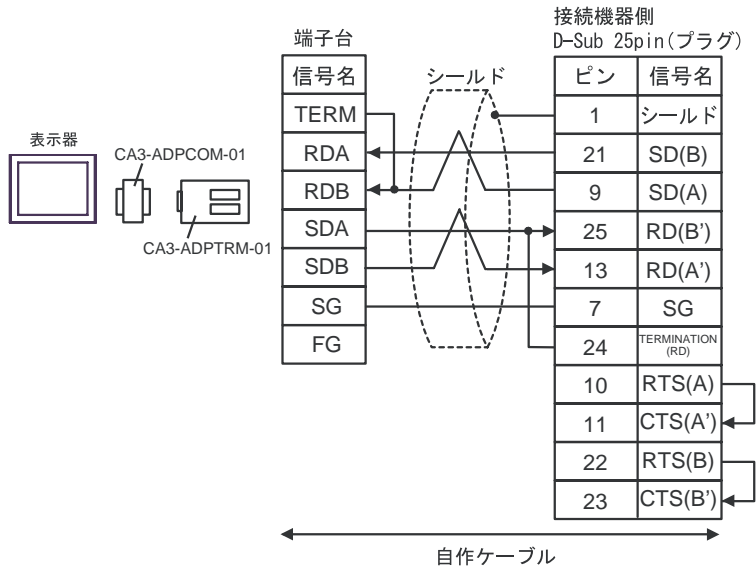 接続機器側
端子台
D-Sub 25pin(プラグ)
信号名
シールド
ピン 信号名
TERM
1 シールド
表示器
CA3-ADPCOM-01
RDA
21 SD(B)
RDB
9 SD(A)
SDA
25 RD(B')
CA3-ADPTRM-01
SDB
13 RD(A')
SG
7 SG
FG
24 TERMINATION
(RD)
10 RTS(A)
11 CTS(A')
22 RTS(B)
23 CTS(B')
自作ケーブル